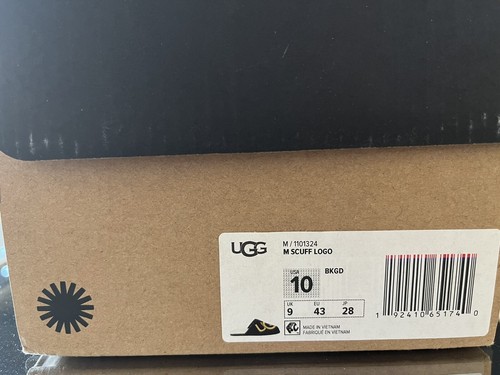 UGG
M / 1101324
M SCUFF LOGO
USA
10
BKGD
UK EU JP
9 43 28
MADE IN VIETNAM
FABRIQUÉ EN VIETNAM
1 92410 65174 0